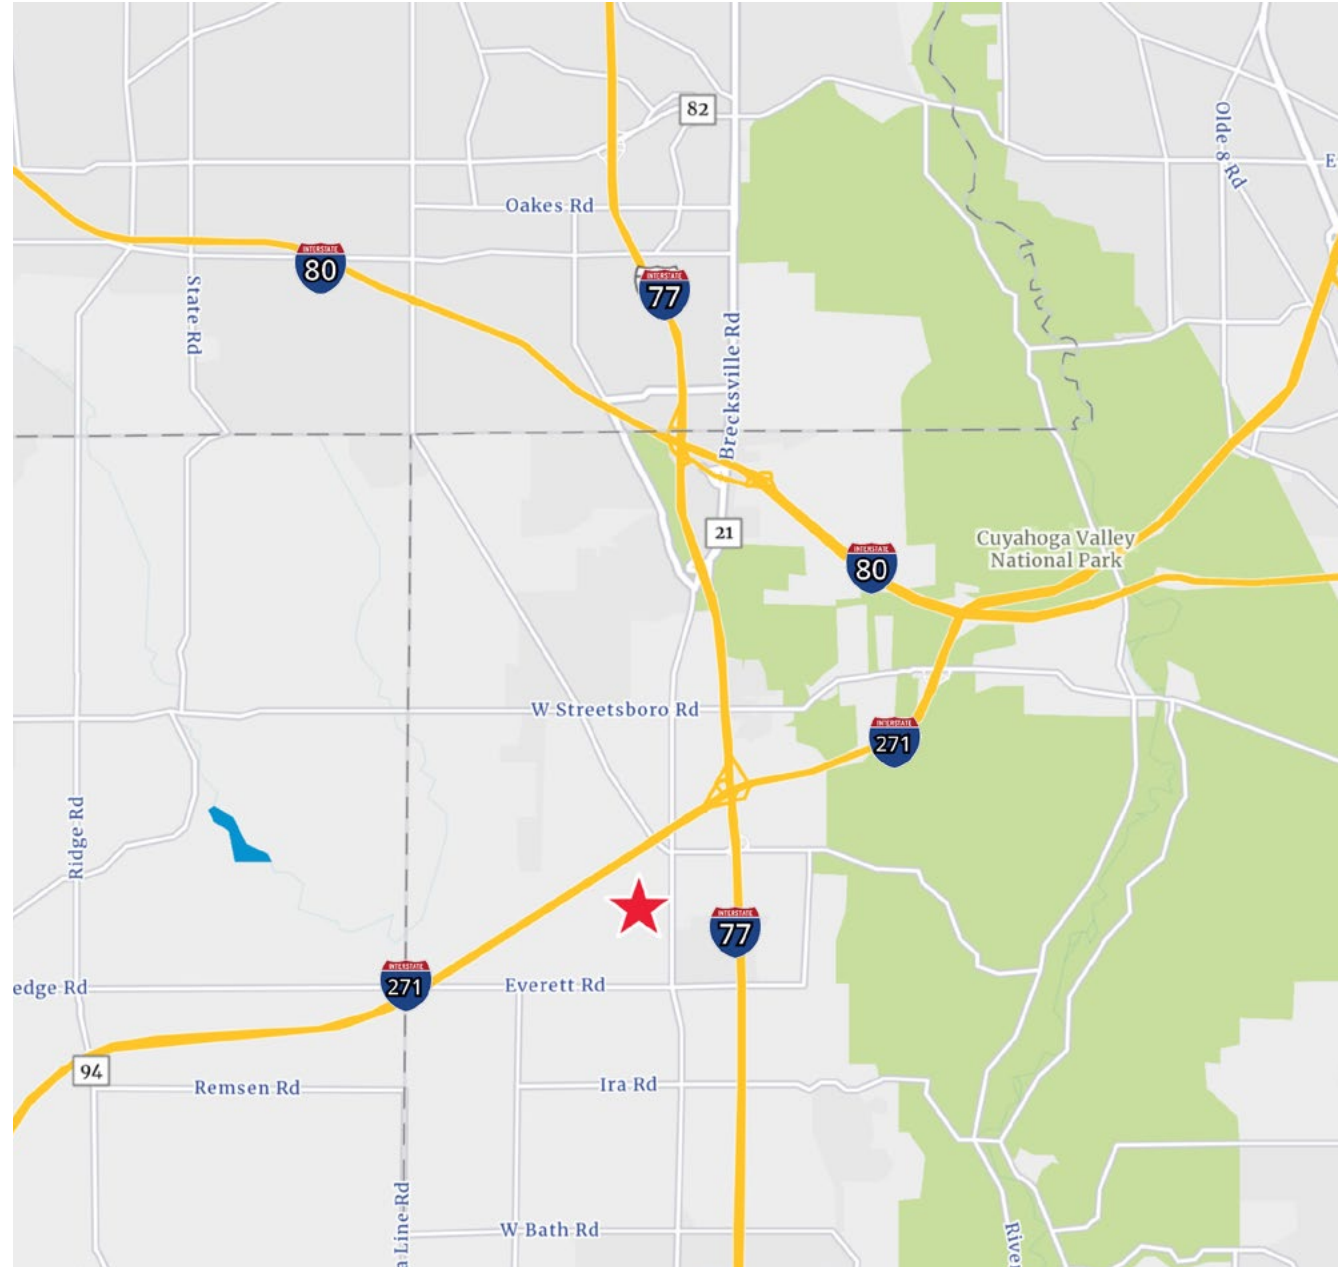 82
Olde 8 Rd
E
Oakes Rd
INTERSTATE
80
INTERSTATE
77
State Rd
Brecksville Rd
21
Cuyahoga Valley
National Park
INTERSTATE
80
W Streetsboro Rd
INTERSTATE
271
Ridge Rd
INTERSTATE
77
INTERSTATE
271
edge Rd
Everett Rd
94
Remsen Rd
Ira Rd
a Line Rd
W Bath Rd
River